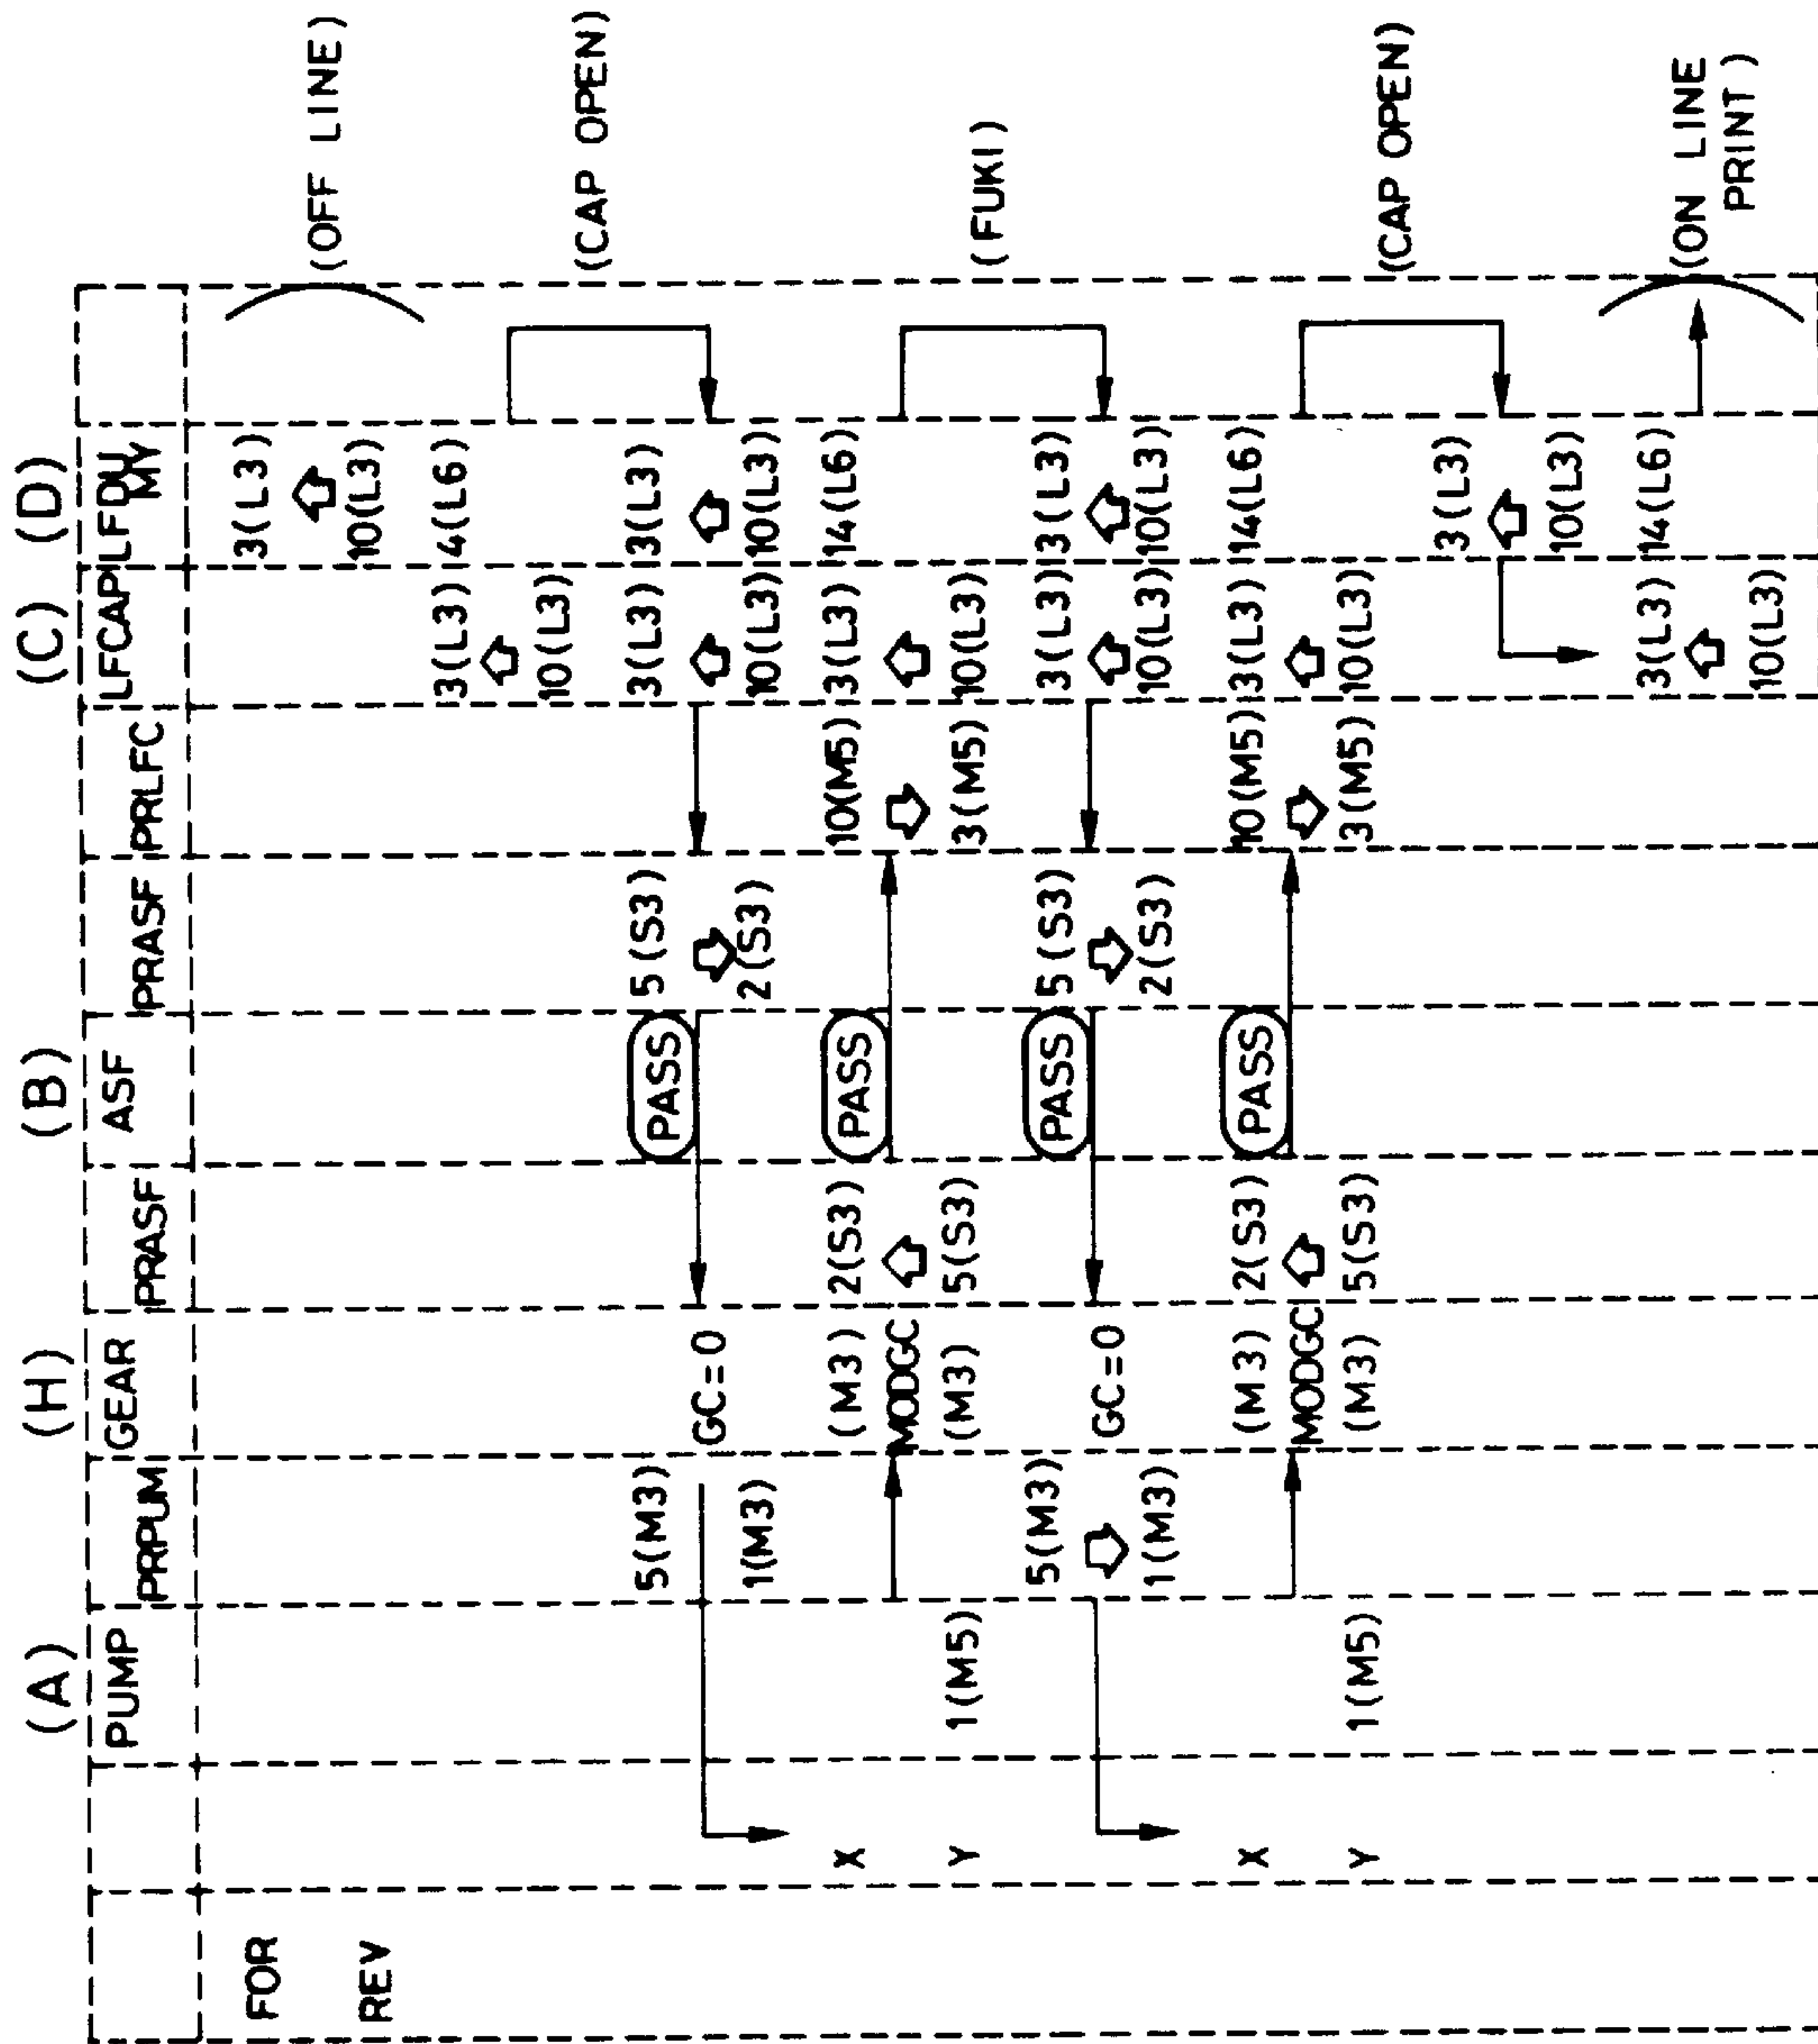 (A) (H) (B) (C) (D)
PUMP PRPUM GEAR PRASF ASF PRASF PRLFC LFCAP LFDU
MY
FOR 3(L3)
(OFF LINE)
REV 10(L3)
3(L3) 4(L6)
10(L3)
(CAP OPEN)
5(M3) PASS 5(S3) 3(L3) 3(L3)
GC=0
1(M3) 2(S3) 10(L3) 10(L3)
X (M3) 2(S3) PASS 10(M5) 3(L3) 14(L6)
MODGC
Y 1(M5) (M3) 5(S3) 3(M5) 10(L3)
(FUKI)
5(M3) PASS 5(S3) 3(L3) 3(L3)
GC=0
1(M3) 2(S3) 10(L3) 10(L3)
X (M3) 2(S3) PASS 10(M5) 3(L3) 14(L6)
MODGC
Y 1(M5) (M3) 5(S3) 3(M5) 10(L3)
(CAP OPEN)
3(L3)
10(L3)
3(L3) 14(L6)
(ON LINE
PRINT)
10(L3)